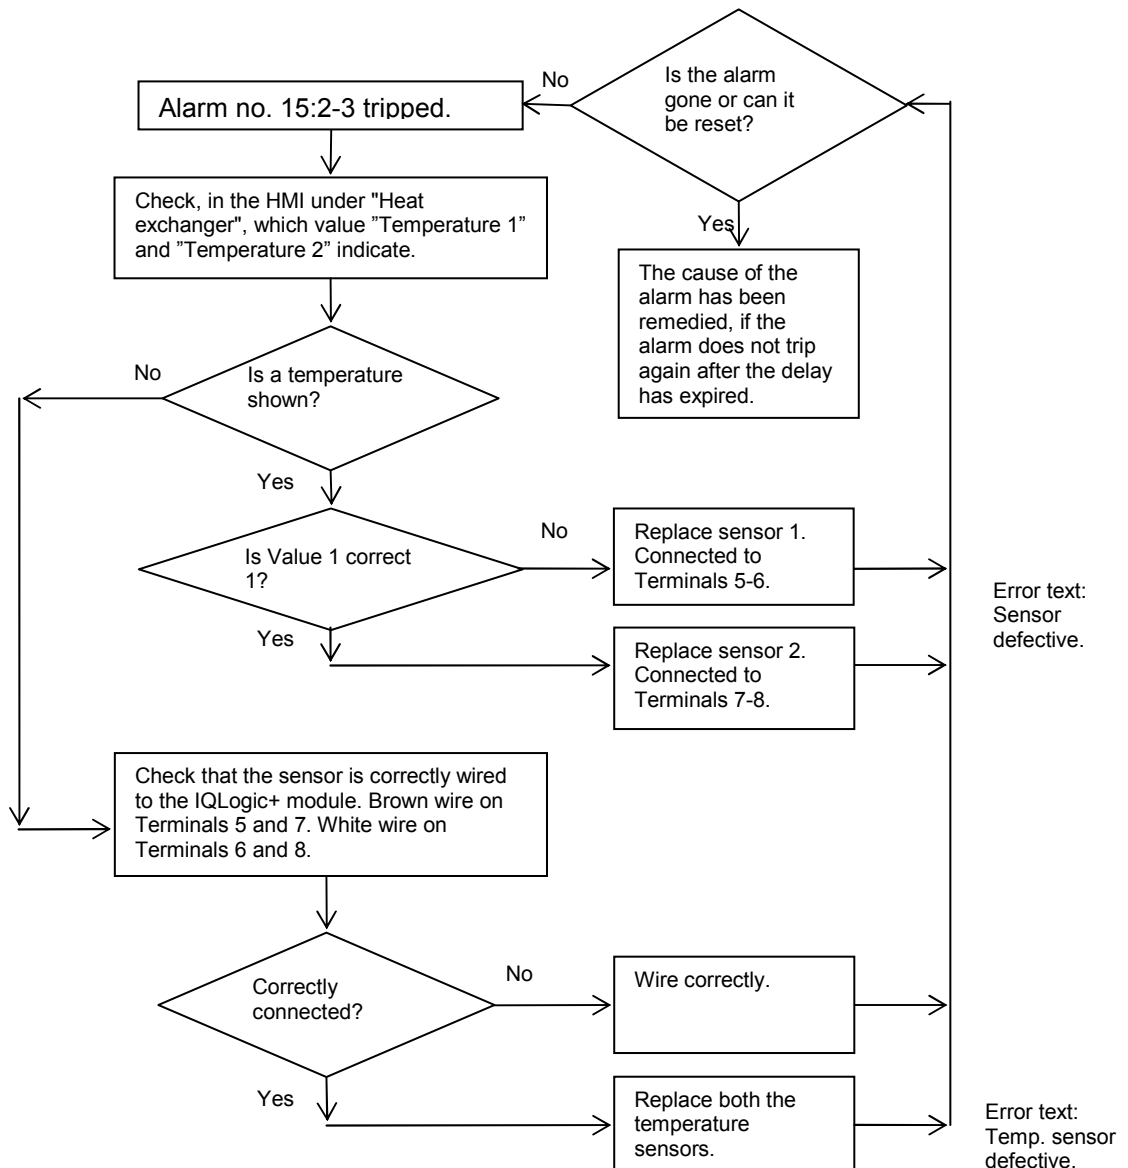 Alarm no. 15:2-3 tripped.
No
Is the alarm
gone or can it
be reset?
Check, in the HMI under "Heat
exchanger", which value ”Temperature 1”
and ”Temperature 2” indicate.
Yes
The cause of the
alarm has been
remedied, if the
alarm does not trip
again after the delay
has expired.
No
Is a temperature
shown?
Yes
Is Value 1 correct
1?
No
Replace sensor 1.
Connected to
Terminals 5-6.
Error text:
Sensor
defective.
Yes
Replace sensor 2.
Connected to
Terminals 7-8.
Check that the sensor is correctly wired
to the IQLogic+ module. Brown wire on
Terminals 5 and 7. White wire on
Terminals 6 and 8.
Correctly
connected?
No
Wire correctly.
Yes
Replace both the
temperature
sensors.
Error text:
Temp. sensor
defective.